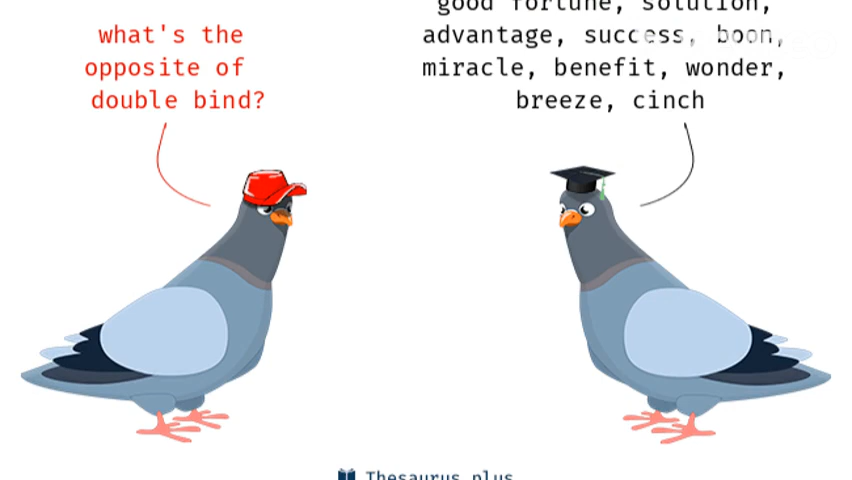 what's the
opposite of
double bind?
good fortune, solution,
advantage, success, boon,
miracle, benefit, wonder,
breeze, cinch
Thesaurus.plus